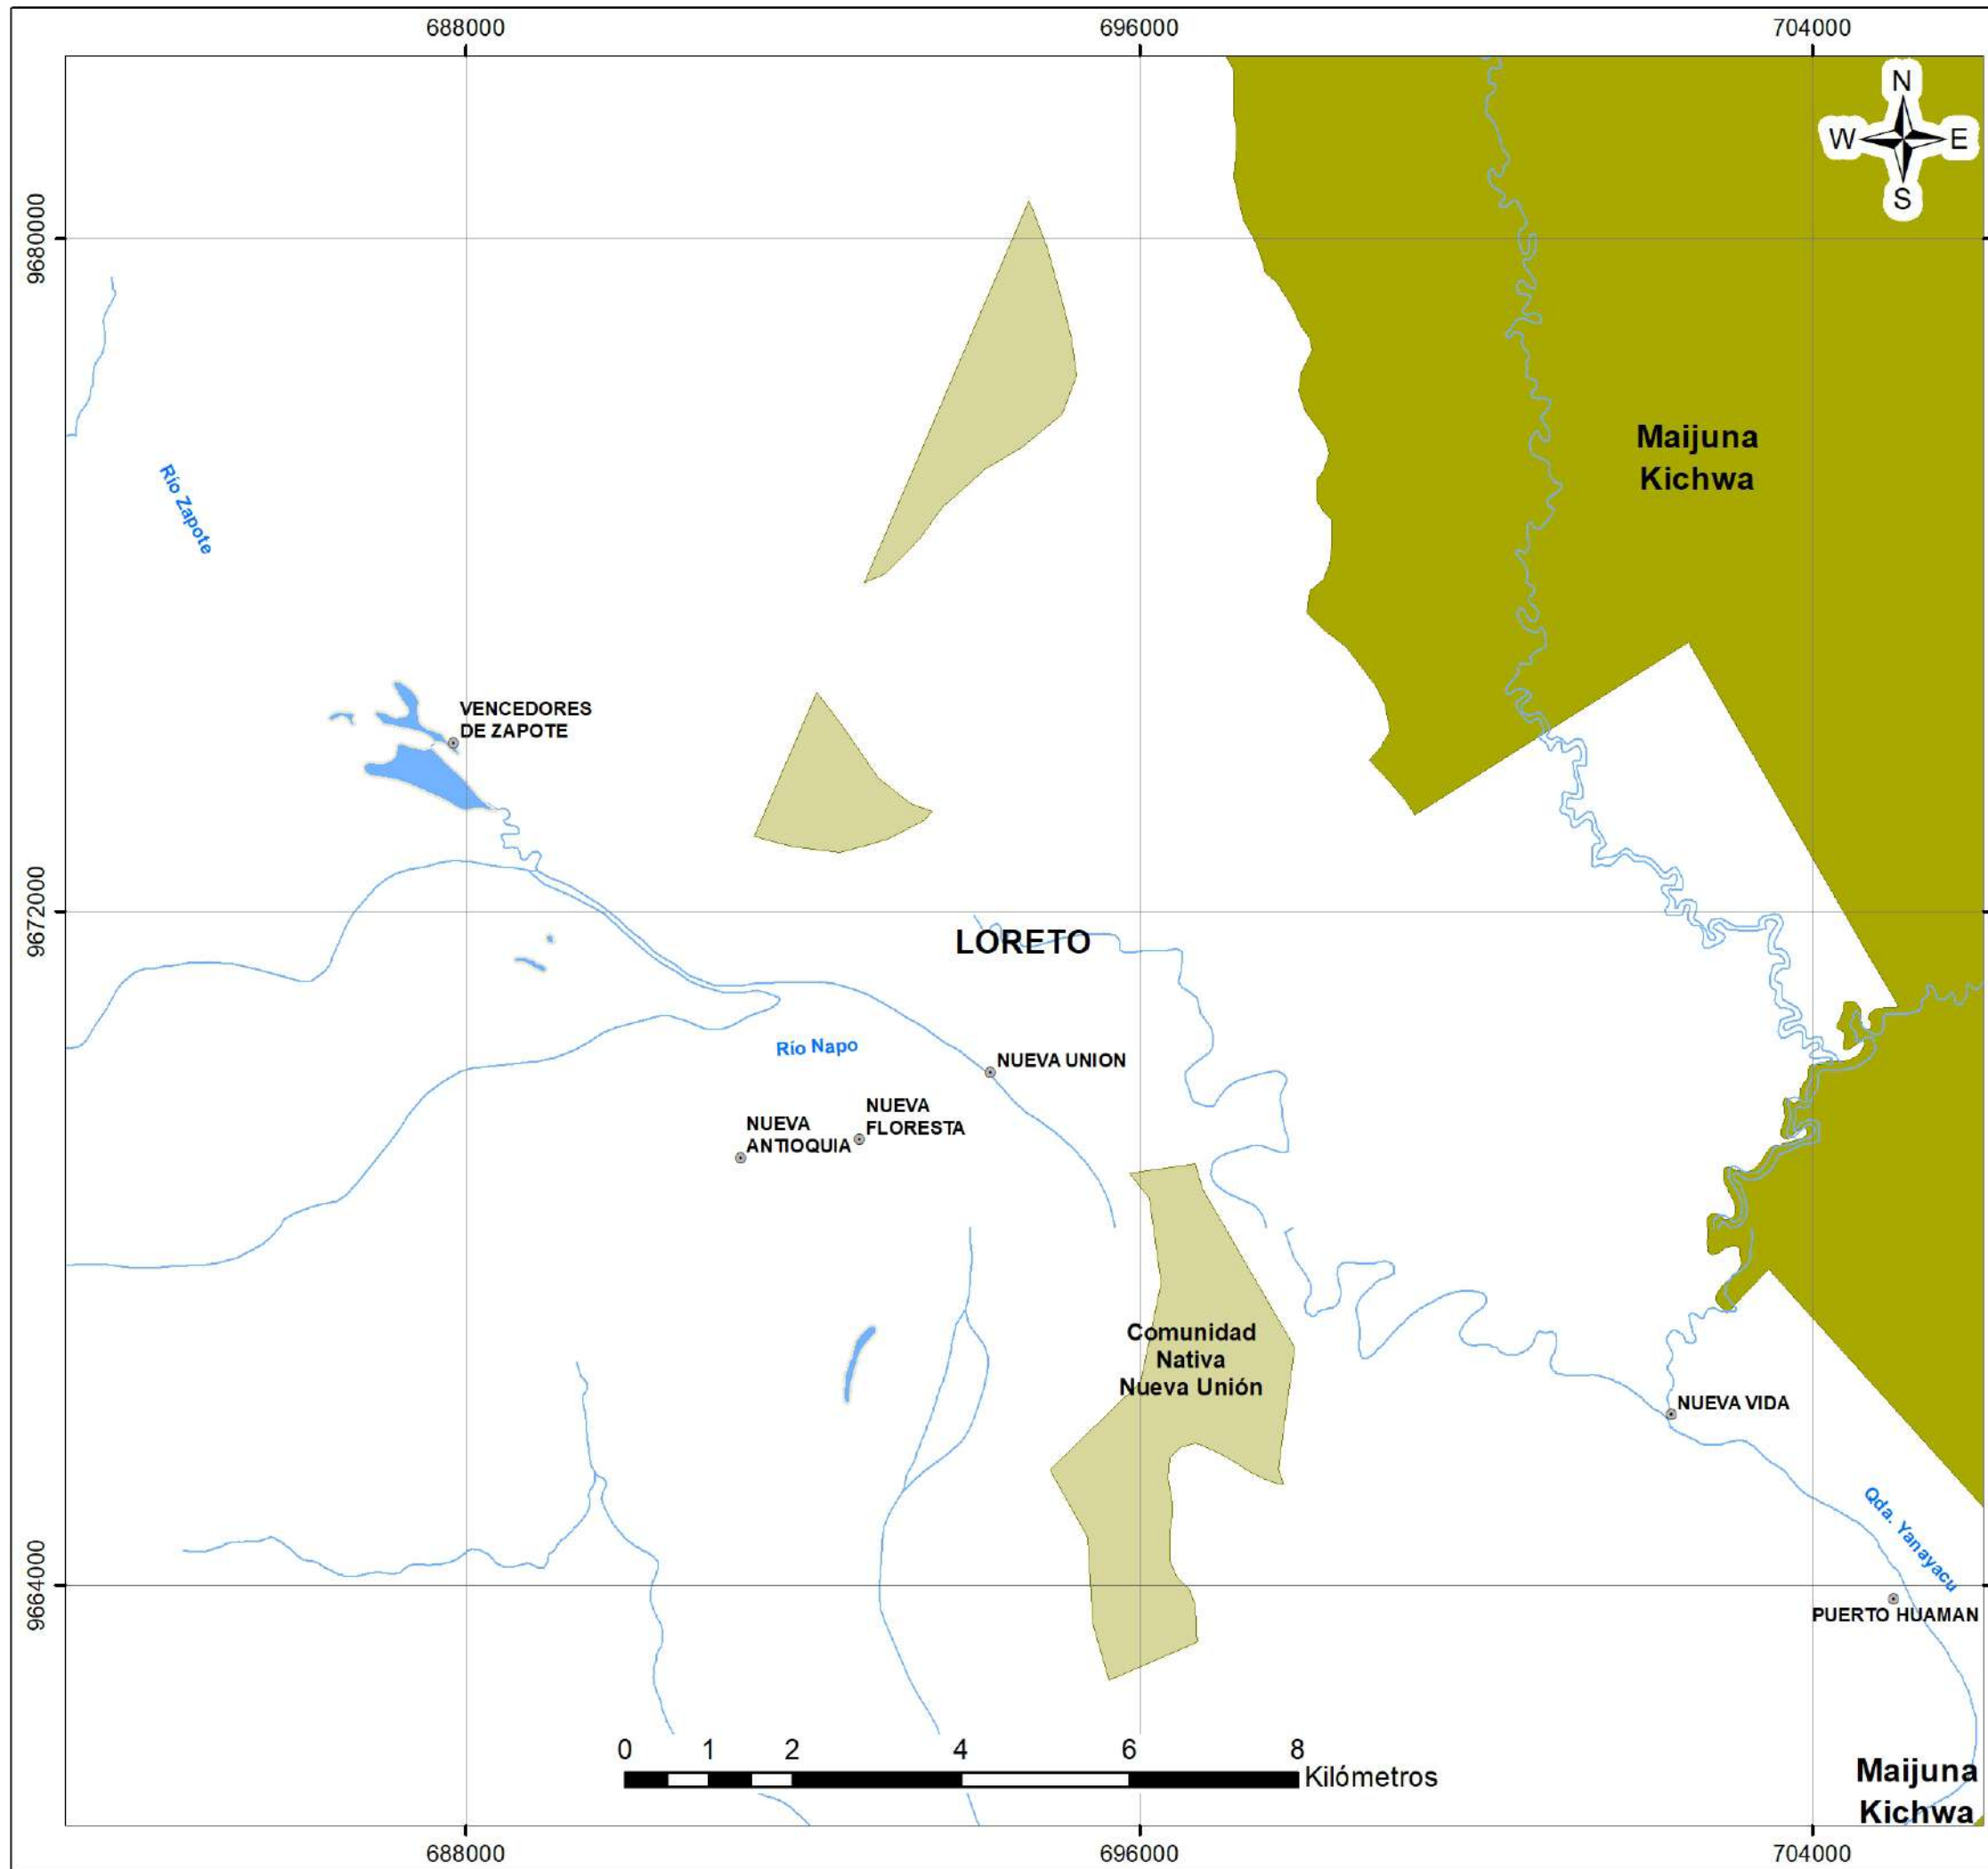 688000
696000
704000
N
W
E
S
9680000
Maijuna
Kichwa
Río Zapote
VENCEDORES
DE ZAPOTE
9672000
LORETO
Río Napo
NUEVA UNION
NUEVA
FLORESTA
NUEVA
ANTIOQUIA
Comunidad
Nativa
Nueva Unión
NUEVA VIDA
Qda. Yanayacu
9664000
PUERTO HUAMAN
0 1 2 4 6 8
Kilómetros
Maijuna
Kichwa
688000
696000
704000